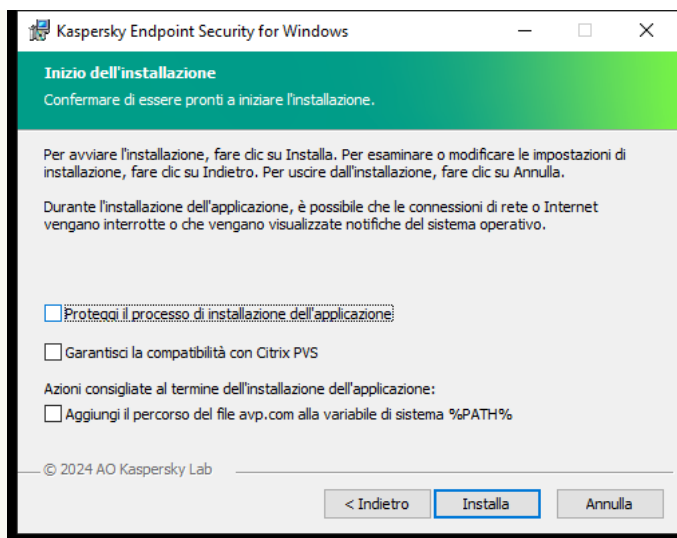 Kaspersky Endpoint Security for Windows
Inizio dell'installazione
Confermare di essere pronti a iniziare l'installazione.
Per avviare l'installazione, fare clic su Installa. Per esaminare o modificare le impostazioni di
installazione, fare clic su Indietro. Per uscire dall'installazione, fare clic su Annulla.
Durante l'installazione dell'applicazione, è possibile che le connessioni di rete o Internet
vengano interrotte o che vengano visualizzate notifiche del sistema operativo.
Proteggi il processo di installazione dell'applicazione
Garantisci la compatibilità con Citrix PVS
Azioni consigliate al termine dell'installazione dell'applicazione:
Aggiungi il percorso del file avp.com alla variabile di sistema %PATH%
© 2024 AO Kaspersky Lab
< Indietro Installa Annulla